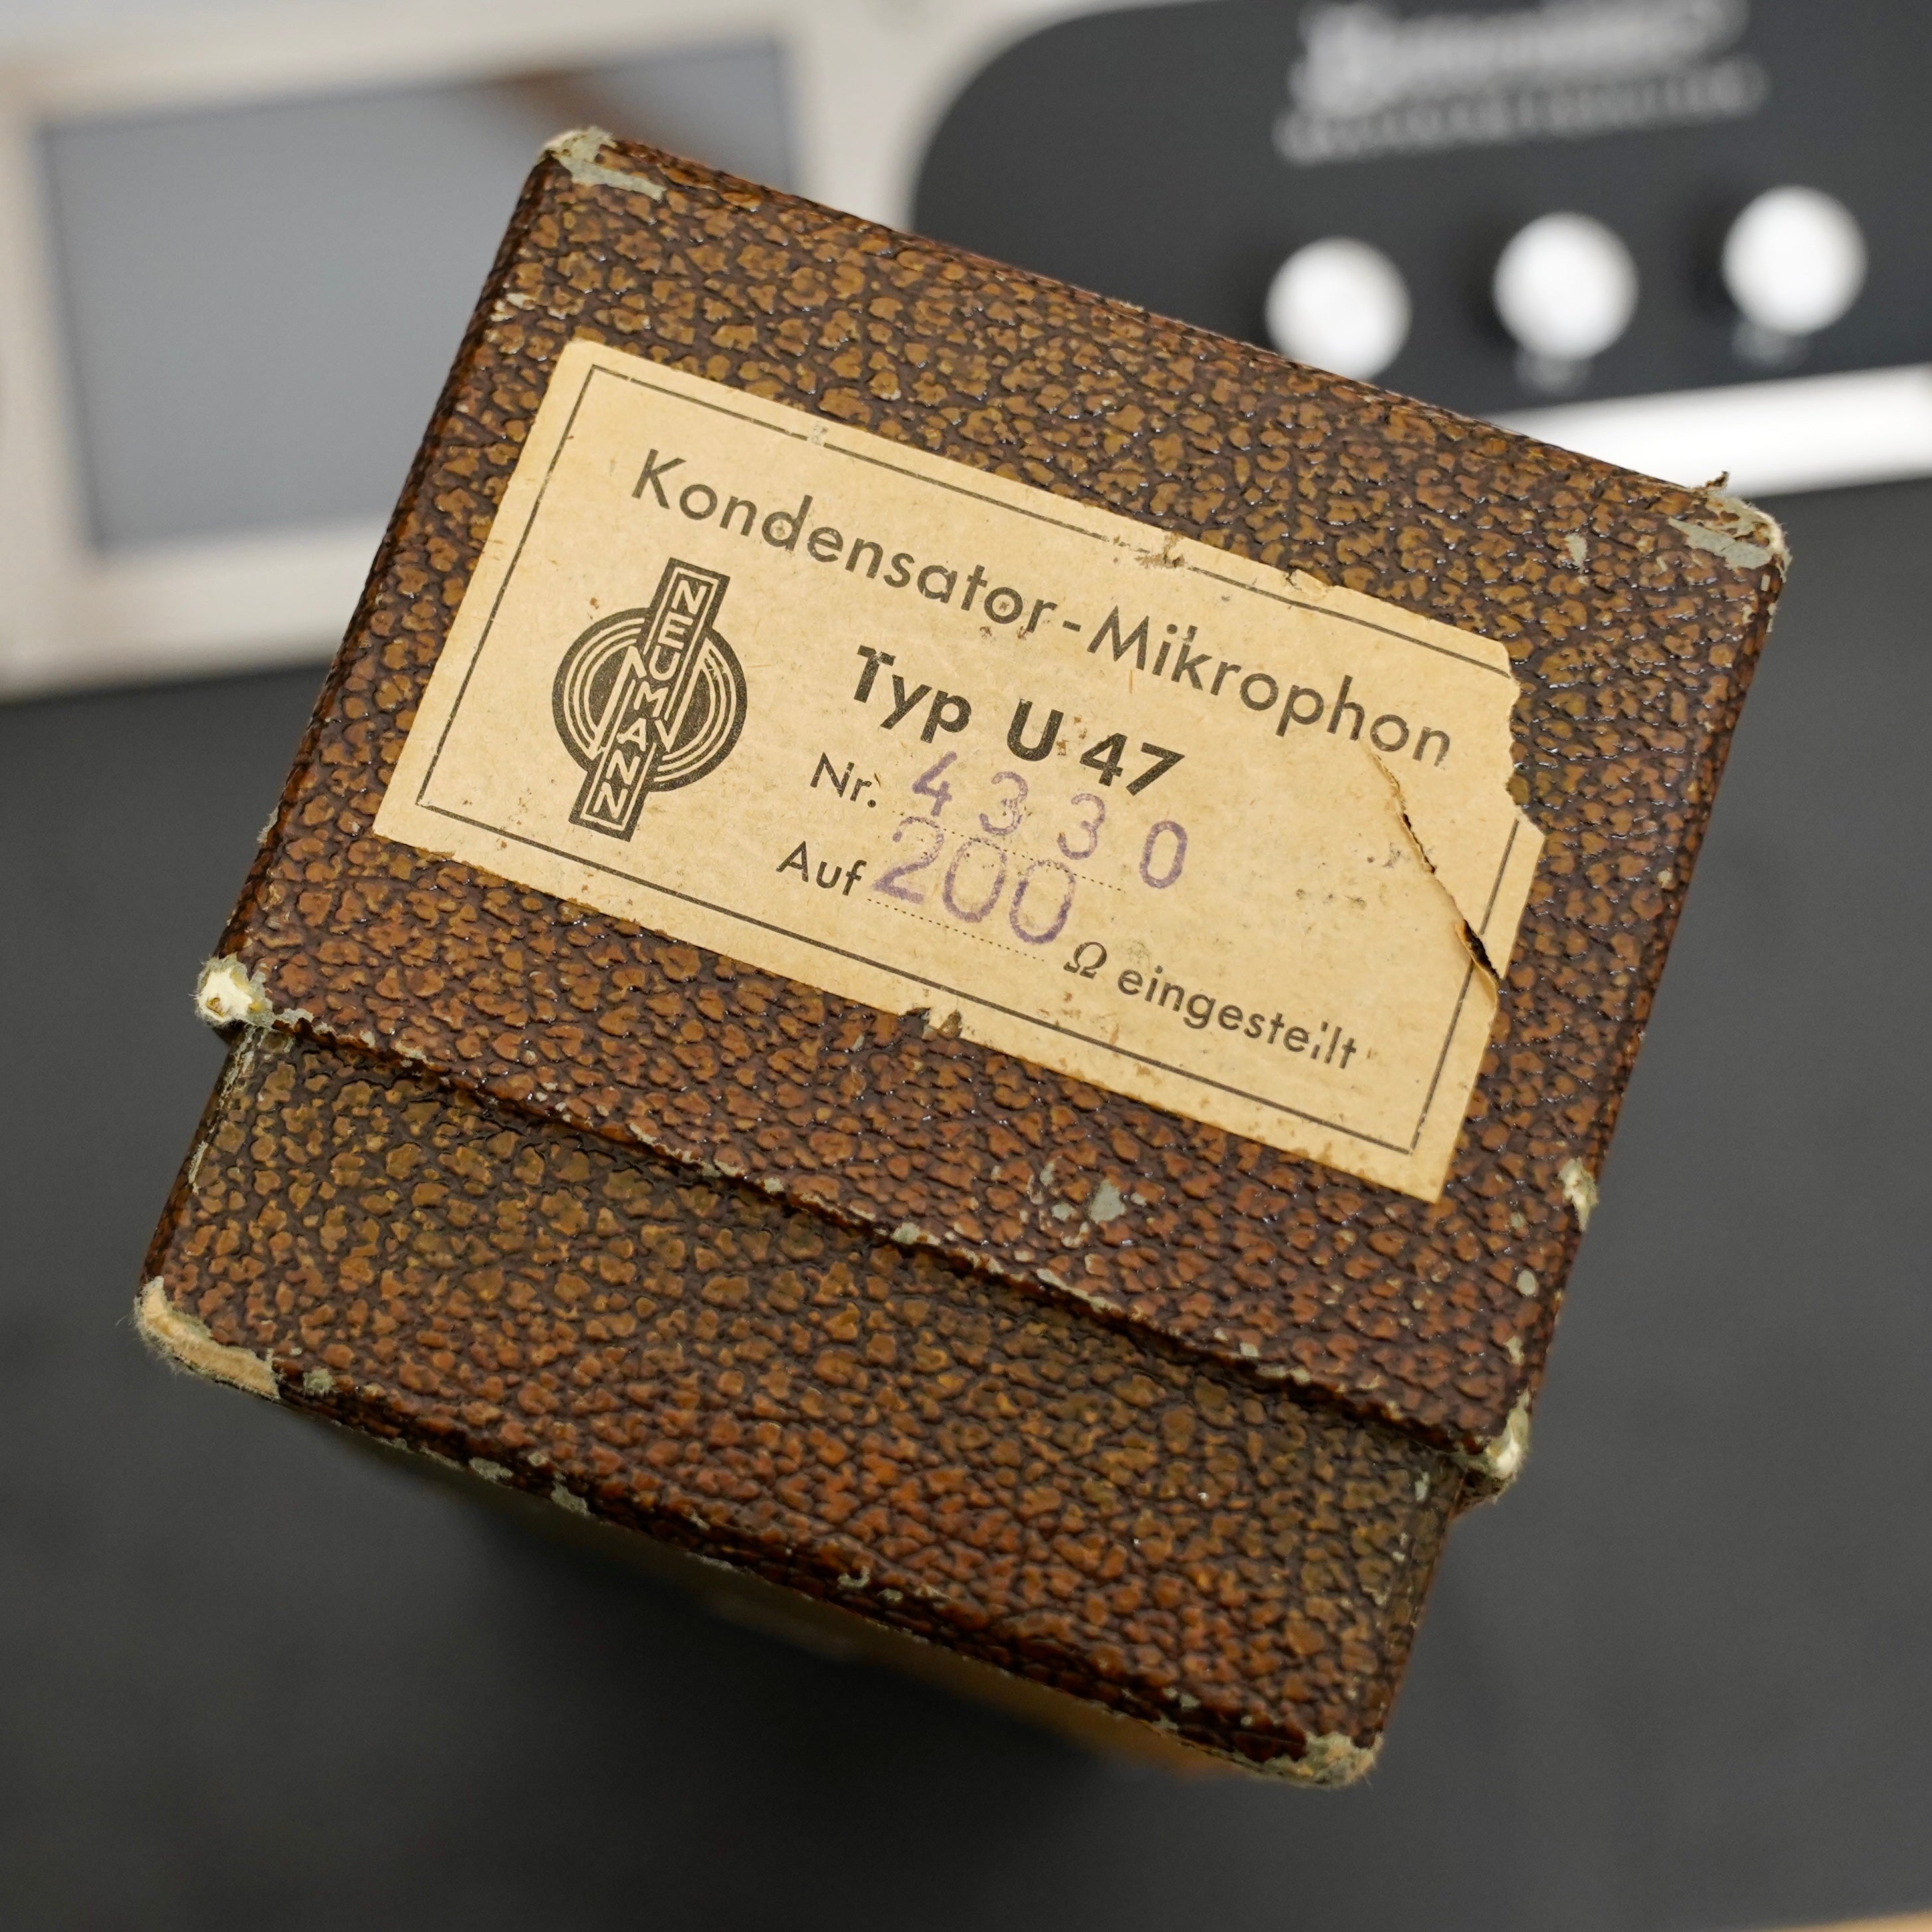 Kondensator-Mikrophon
NEUMANN
Typ U 47
Nr. 4330
Auf 200 Ω eingestellt